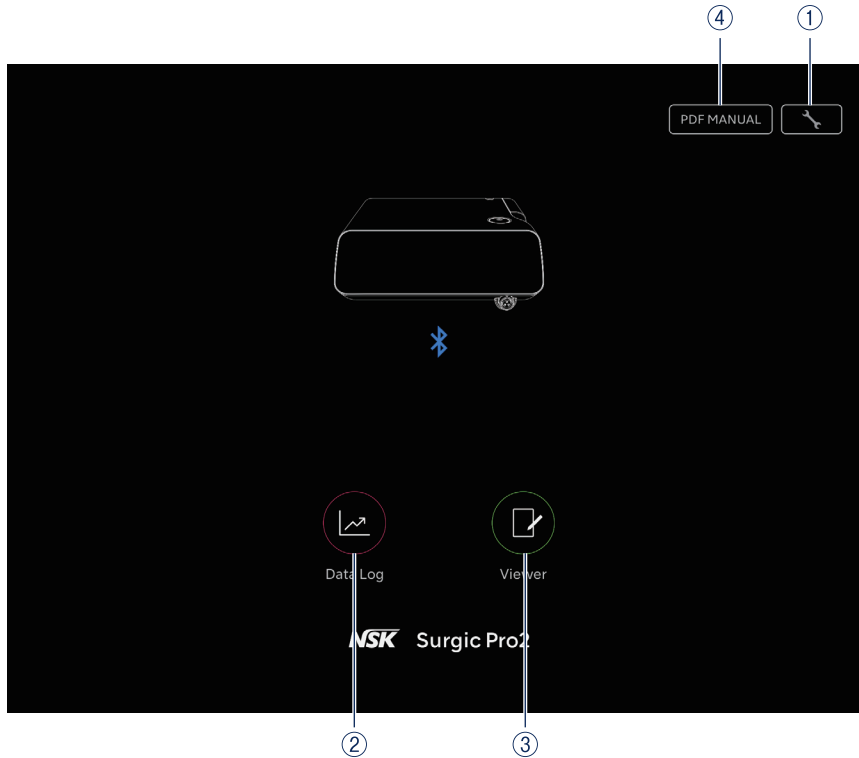 ④ ①
PDF MANUAL
Data Log Viewer
NSK Surgic Pro2
② ③